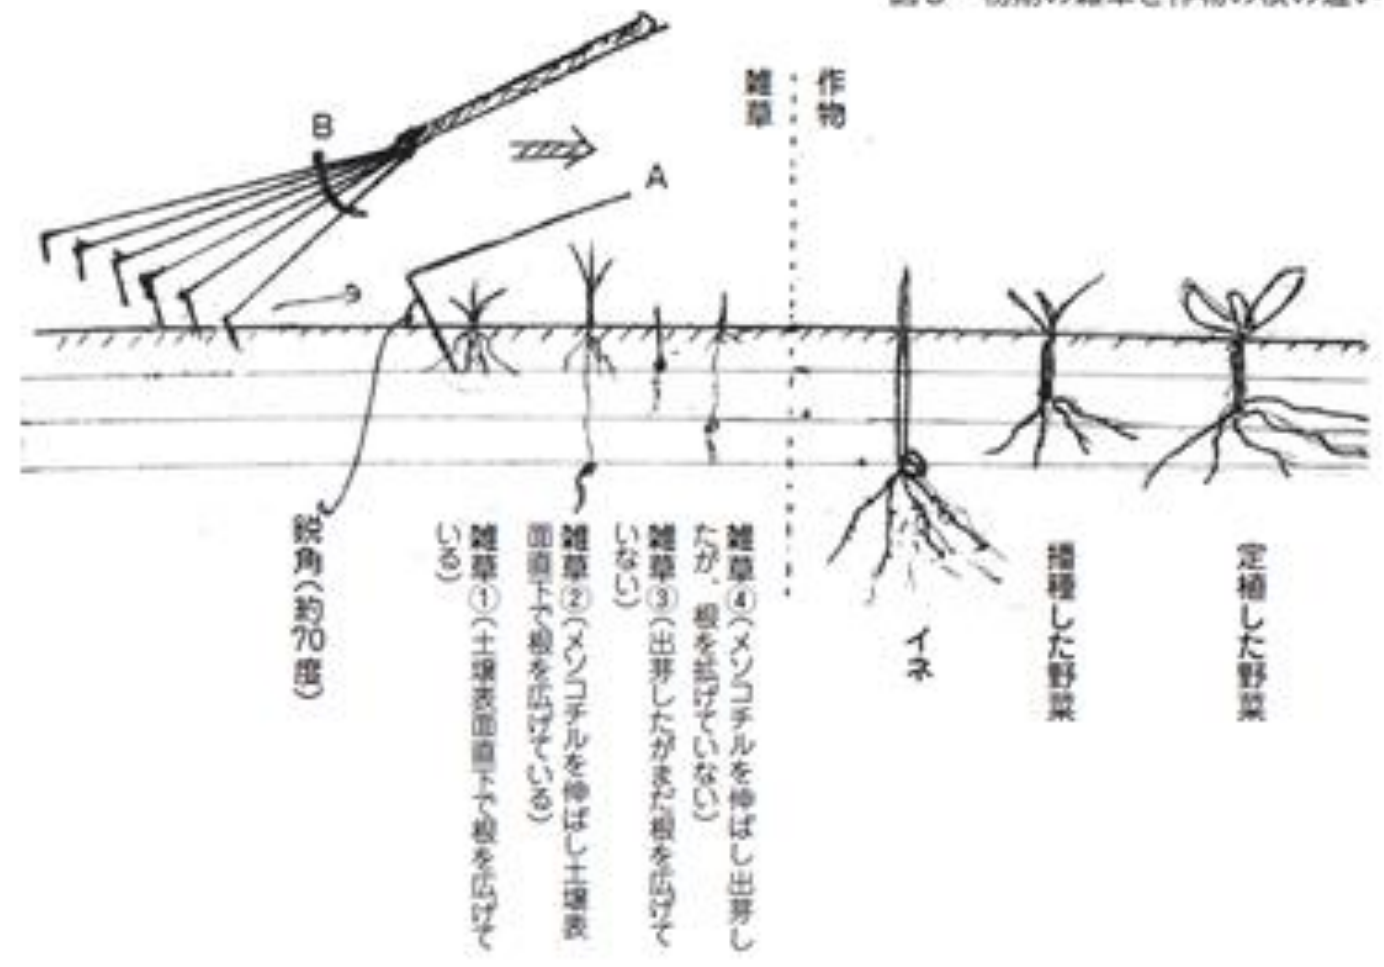 雑草
作物
B
A
鋭角(約70度)
雑草①(土壌表面直下で根を広げて
いる)
雑草②(メソコチルを伸ばし土壌表
面直下で根を広げている)
雑草③(出芽したがまだ根を広げて
いない)
雑草④(メソコチルを伸ばし出芽し
たが、根を拡げていない)
イネ
播種した野菜
定植した野菜